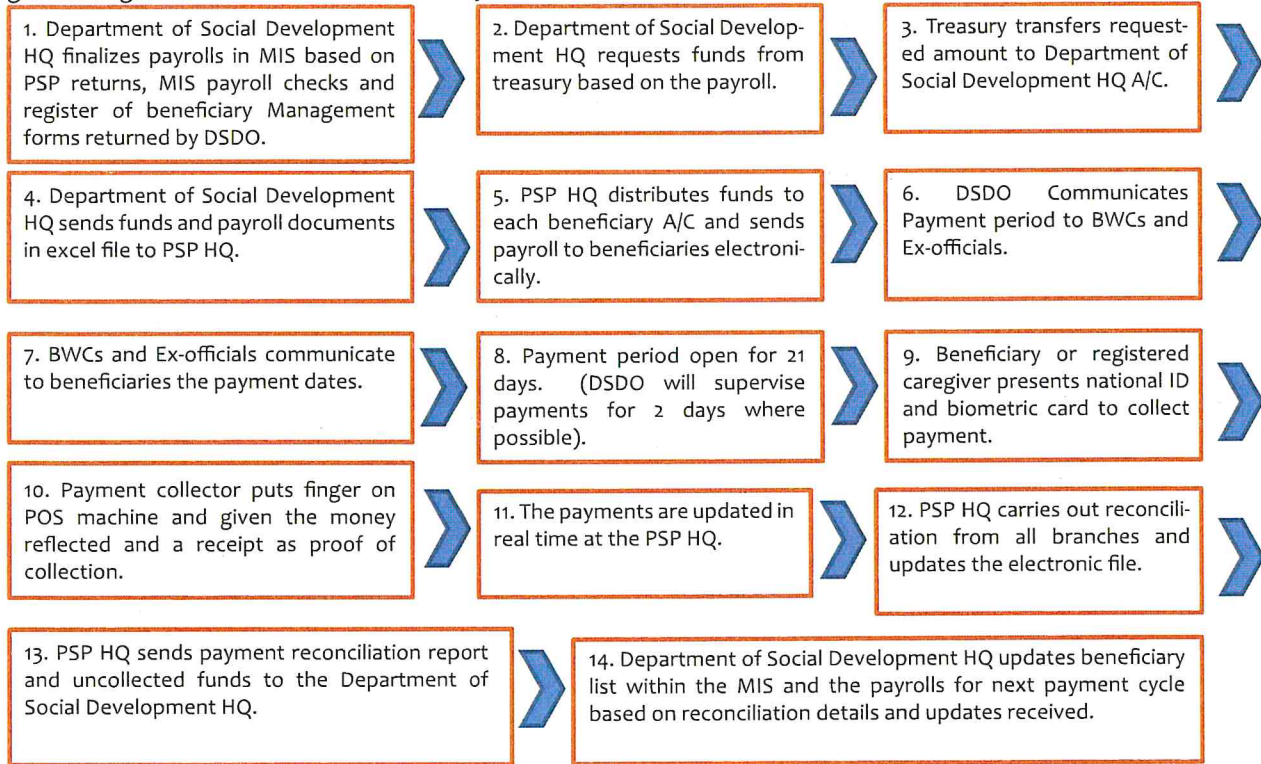 1. Department of Social Development
HQ finalizes payrolls in MIS based on
PSP returns, MIS payroll checks and
register of beneficiary Management
forms returned by DSDO.
2. Department of Social Develop-
ment HQ requests funds from
treasury based on the payroll.
3. Treasury transfers request-
ed amount to Department of
Social Development HQ A/C.
4. Department of Social Development
HQ sends funds and payroll documents
in excel file to PSP HQ.
5. PSP HQ distributes funds to
each beneficiary A/C and sends
payroll to beneficiaries electroni-
cally.
6. DSDO Communicates
Payment period to BWCs and
Ex-officials.
7. BWCs and Ex-officials communicate
to beneficiaries the payment dates.
8. Payment period open for 21
days. (DSDO will supervise
payments for 2 days where
possible).
9. Beneficiary or registered
caregiver presents national ID
and biometric card to collect
payment.
10. Payment collector puts finger on
POS machine and given the money
reflected and a receipt as proof of
collection.
11. The payments are updated in
real time at the PSP HQ.
12. PSP HQ carries out reconcili-
ation from all branches and
updates the electronic file.
13. PSP HQ sends payment reconciliation report
and uncollected funds to the Department of
Social Development HQ.
14. Department of Social Development HQ updates beneficiary
list within the MIS and the payrolls for next payment cycle
based on reconciliation details and updates received.